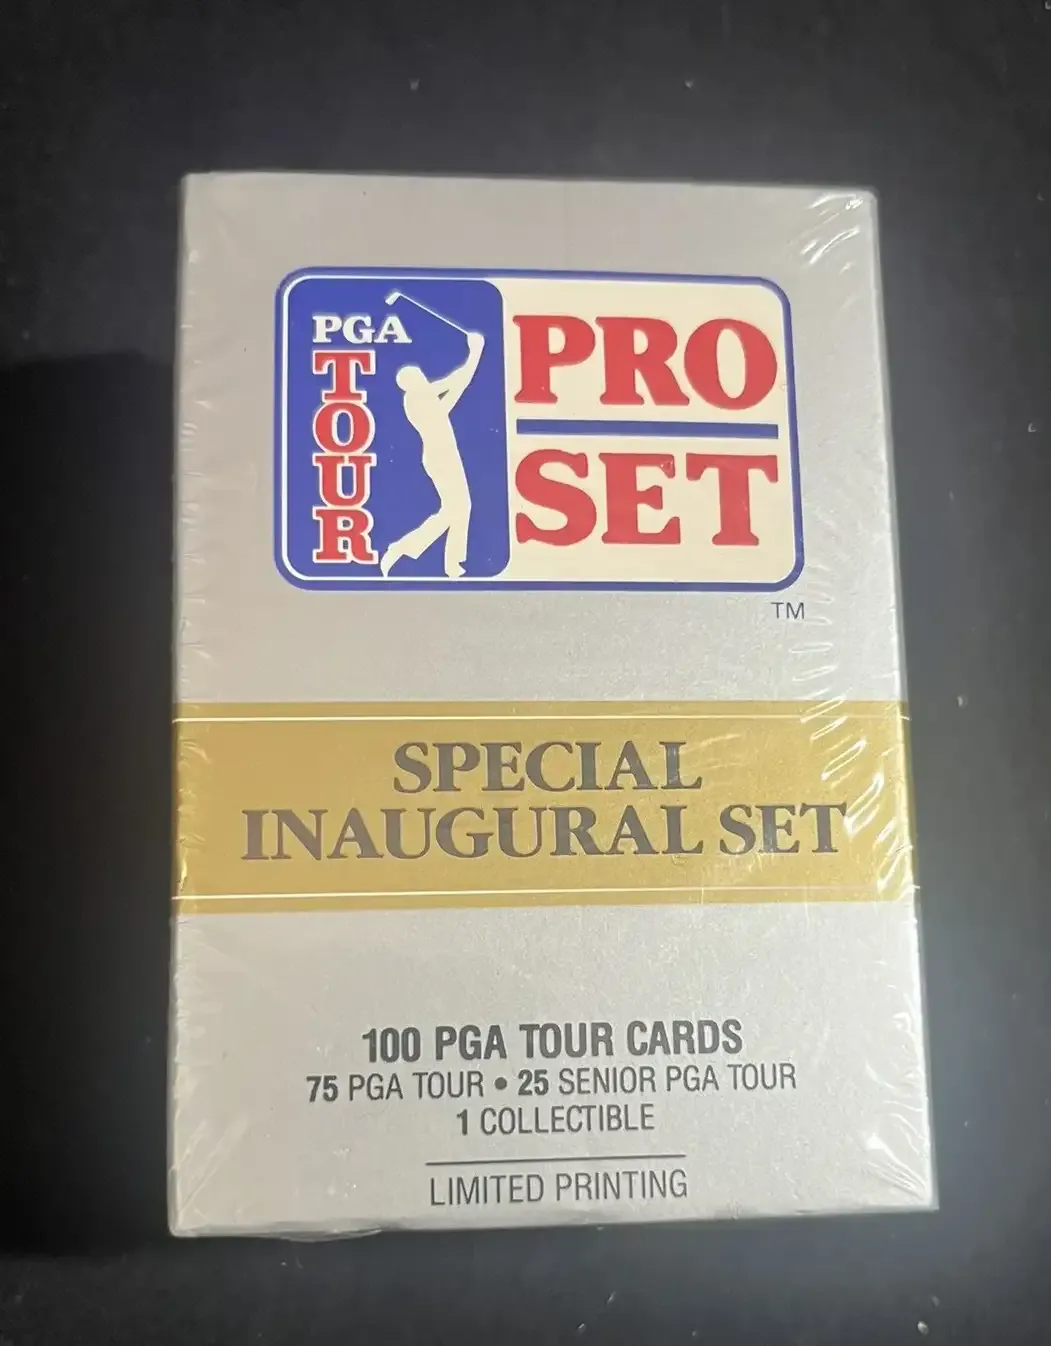 PGA
TOUR
PRO
SET
TM
SPECIAL
INAUGURAL SET
100 PGA TOUR CARDS
75 PGA TOUR • 25 SENIOR PGA TOUR
1 COLLECTIBLE
LIMITED PRINTING